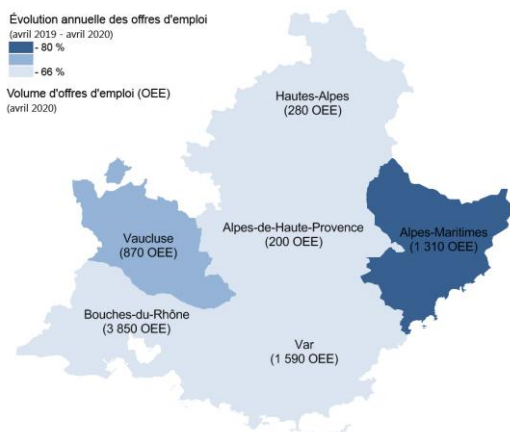 Évolution annuelle des offres d'emploi
(avril 2019 - avril 2020)
- 80 %
- 66 %
Volume d'offres d'emploi (OEE)
(avril 2020)
Hautes-Alpes
(280 OEE)
Alpes-de-Haute-Provence
(200 OEE)
Alpes-Maritimes
(1 310 OEE)
Vaucluse
(870 OEE)
Bouches-du-Rhône
(3 850 OEE)
Var
(1 590 OEE)